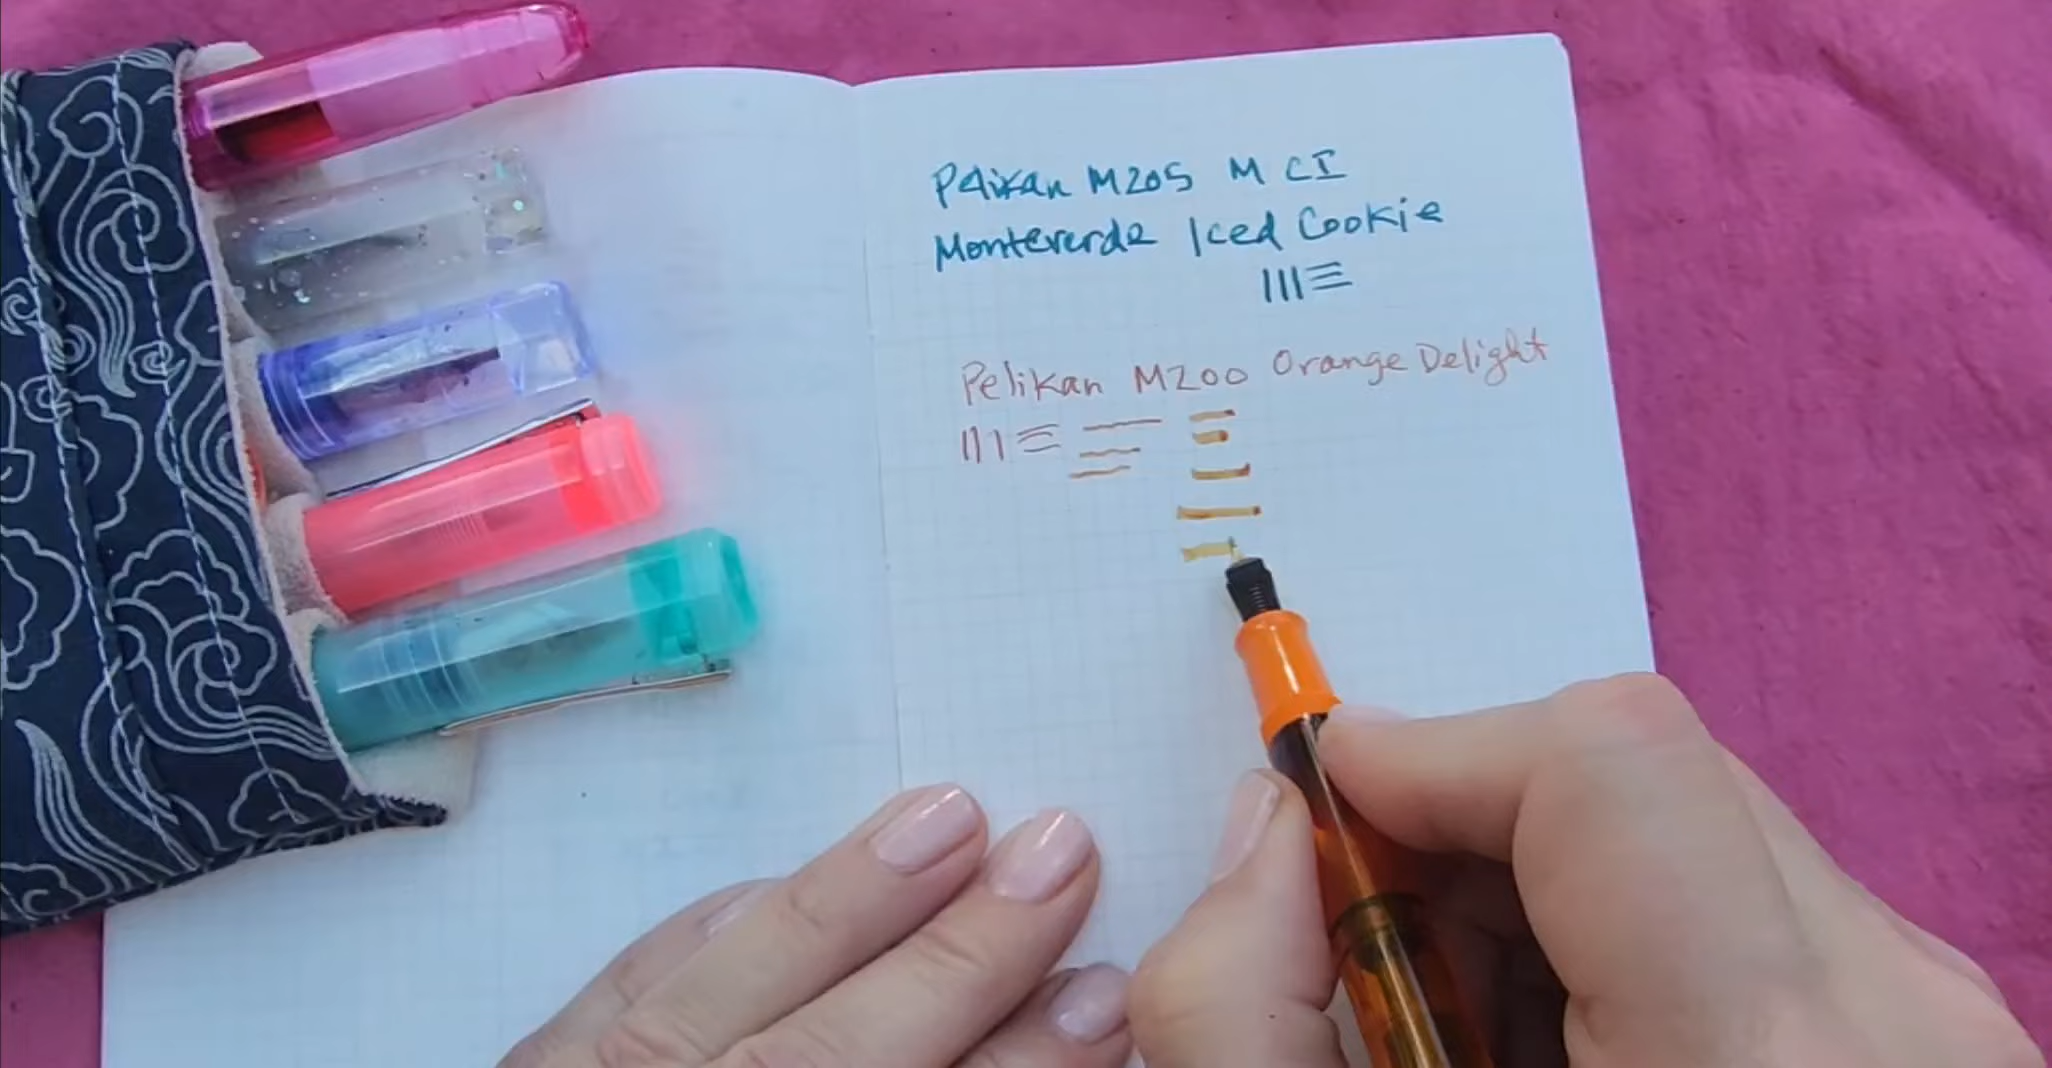 Pelikan M205 M CI
Monteverde Iced Cookie
Pelikan M200 Orange Delight